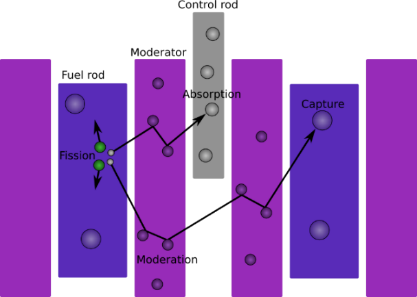 Control rod
Moderator
Fuel rod
Absorption
Capture
Fission
Moderation